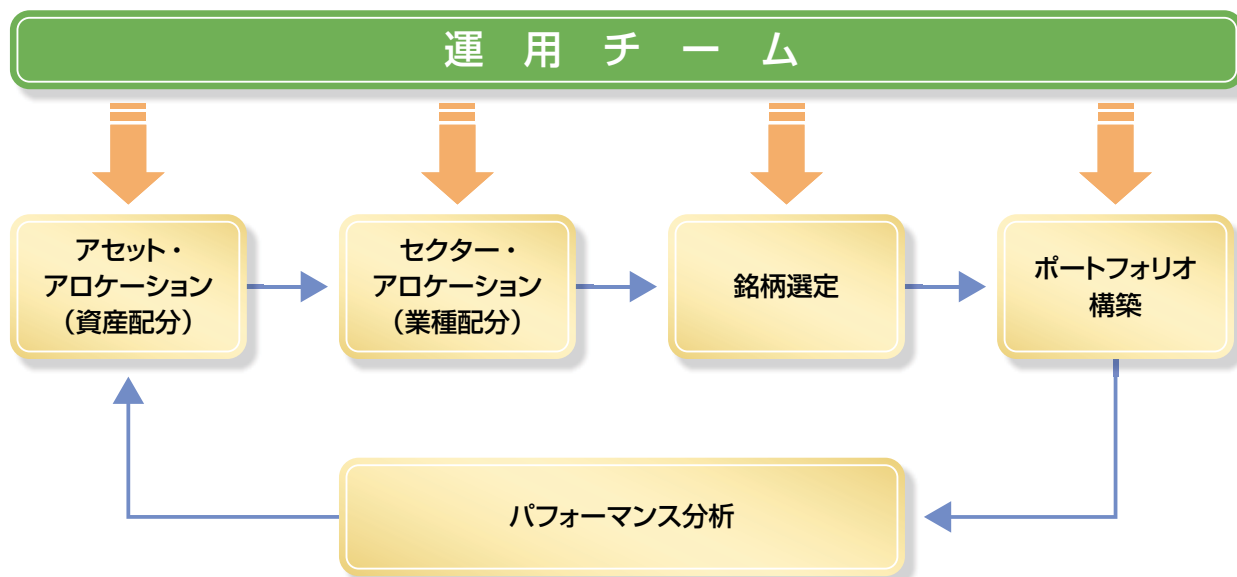 運用チーム
アセット・
アロケーション
（資産配分）
セクター・
アロケーション
（業種配分）
銘柄選定
ポートフォリオ
構築
パフォーマンス分析